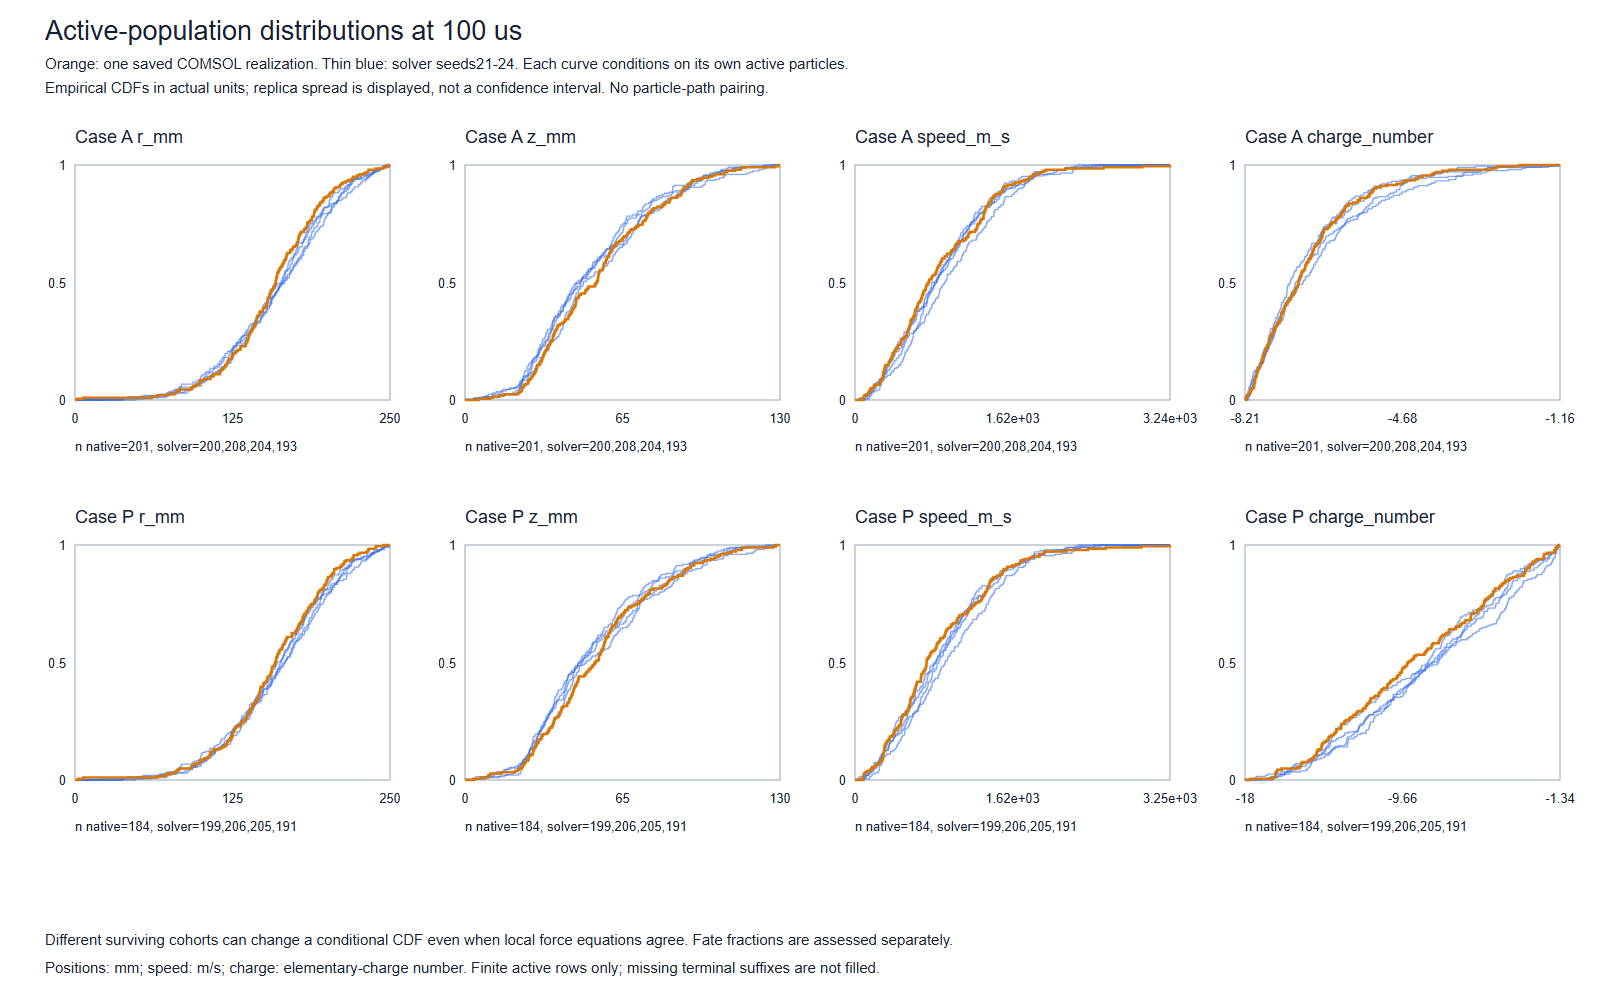 Active-population distributions at 100 us
Orange: one saved COMSOL realization. Thin blue: solver seeds21-24. Each curve conditions on its own active particles.
Empirical CDFs in actual units; replica spread is displayed, not a confidence interval. No particle-path pairing.
Case A r_mm
1
0.5
0
0 125 250
n native=201, solver=200,208,204,193
Case A z_mm
1
0.5
0
0 65 130
n native=201, solver=200,208,204,193
Case A speed_m_s
1
0.5
0
0 1.62e+03 3.24e+03
n native=201, solver=200,208,204,193
Case A charge_number
1
0.5
0
-8.21 -4.68 -1.16
n native=201, solver=200,208,204,193
Case P r_mm
1
0.5
0
0 125 250
n native=184, solver=199,206,205,191
Case P z_mm
1
0.5
0
0 65 130
n native=184, solver=199,206,205,191
Case P speed_m_s
1
0.5
0
0 1.62e+03 3.25e+03
n native=184, solver=199,206,205,191
Case P charge_number
1
0.5
0
-18 -9.66 -1.34
n native=184, solver=199,206,205,191
Different surviving cohorts can change a conditional CDF even when local force equations agree. Fate fractions are assessed separately.
Positions: mm; speed: m/s; charge: elementary-charge number. Finite active rows only; missing terminal suffixes are not filled.